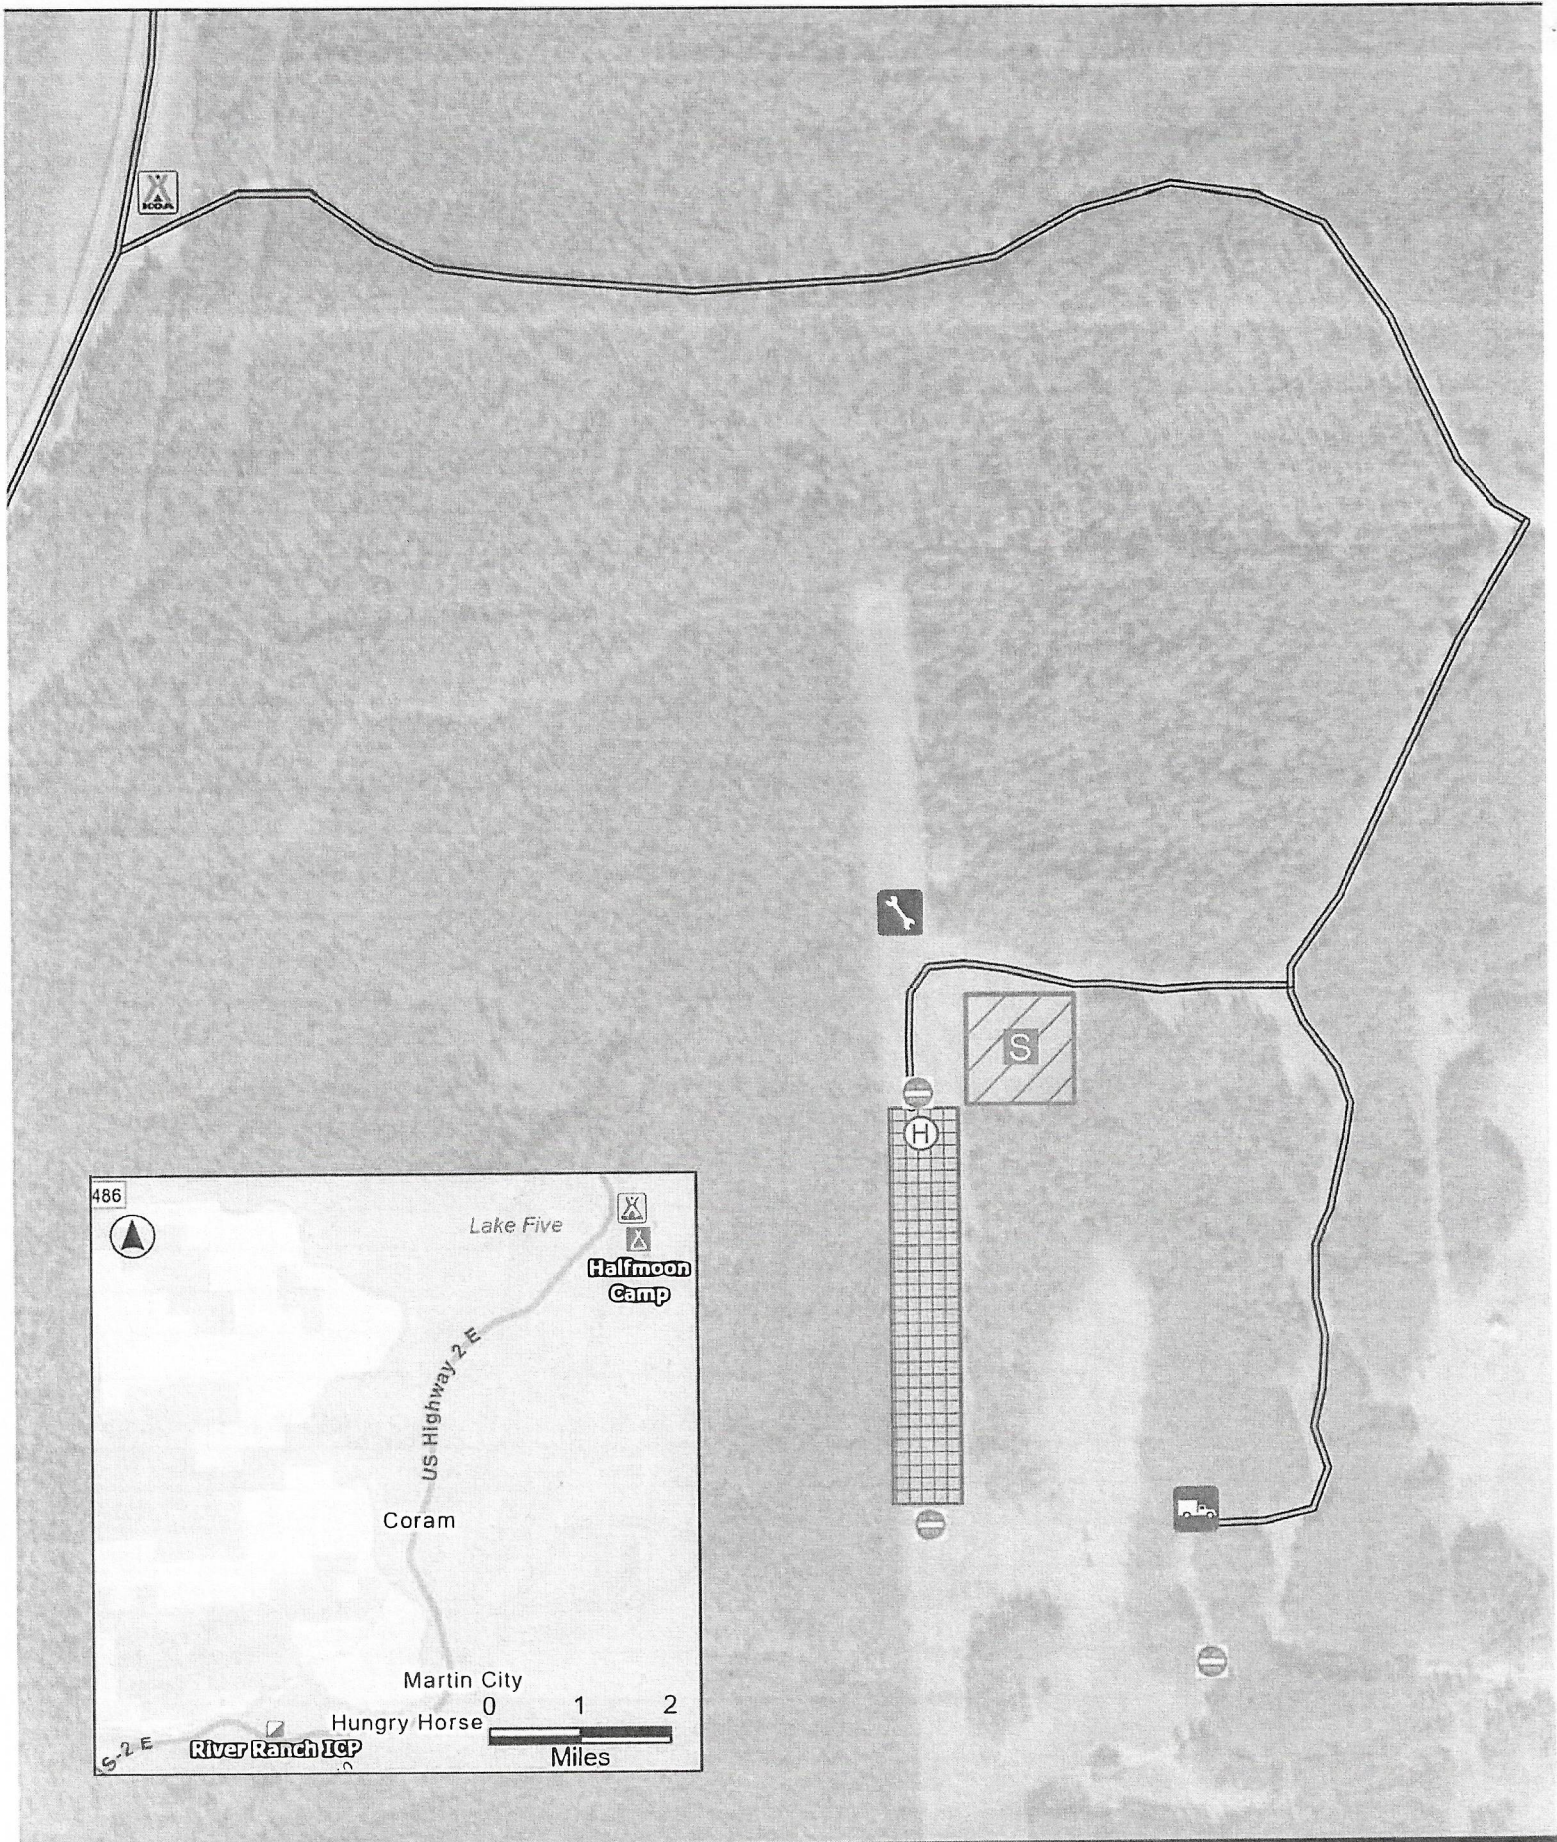 KOA
S
H
486
Lake Five
Halfmoon
Camp
US Highway 2 E
Coram
Martin City
0 1 2
Hungry Horse
Miles
River Ranch ICP
S-2 E